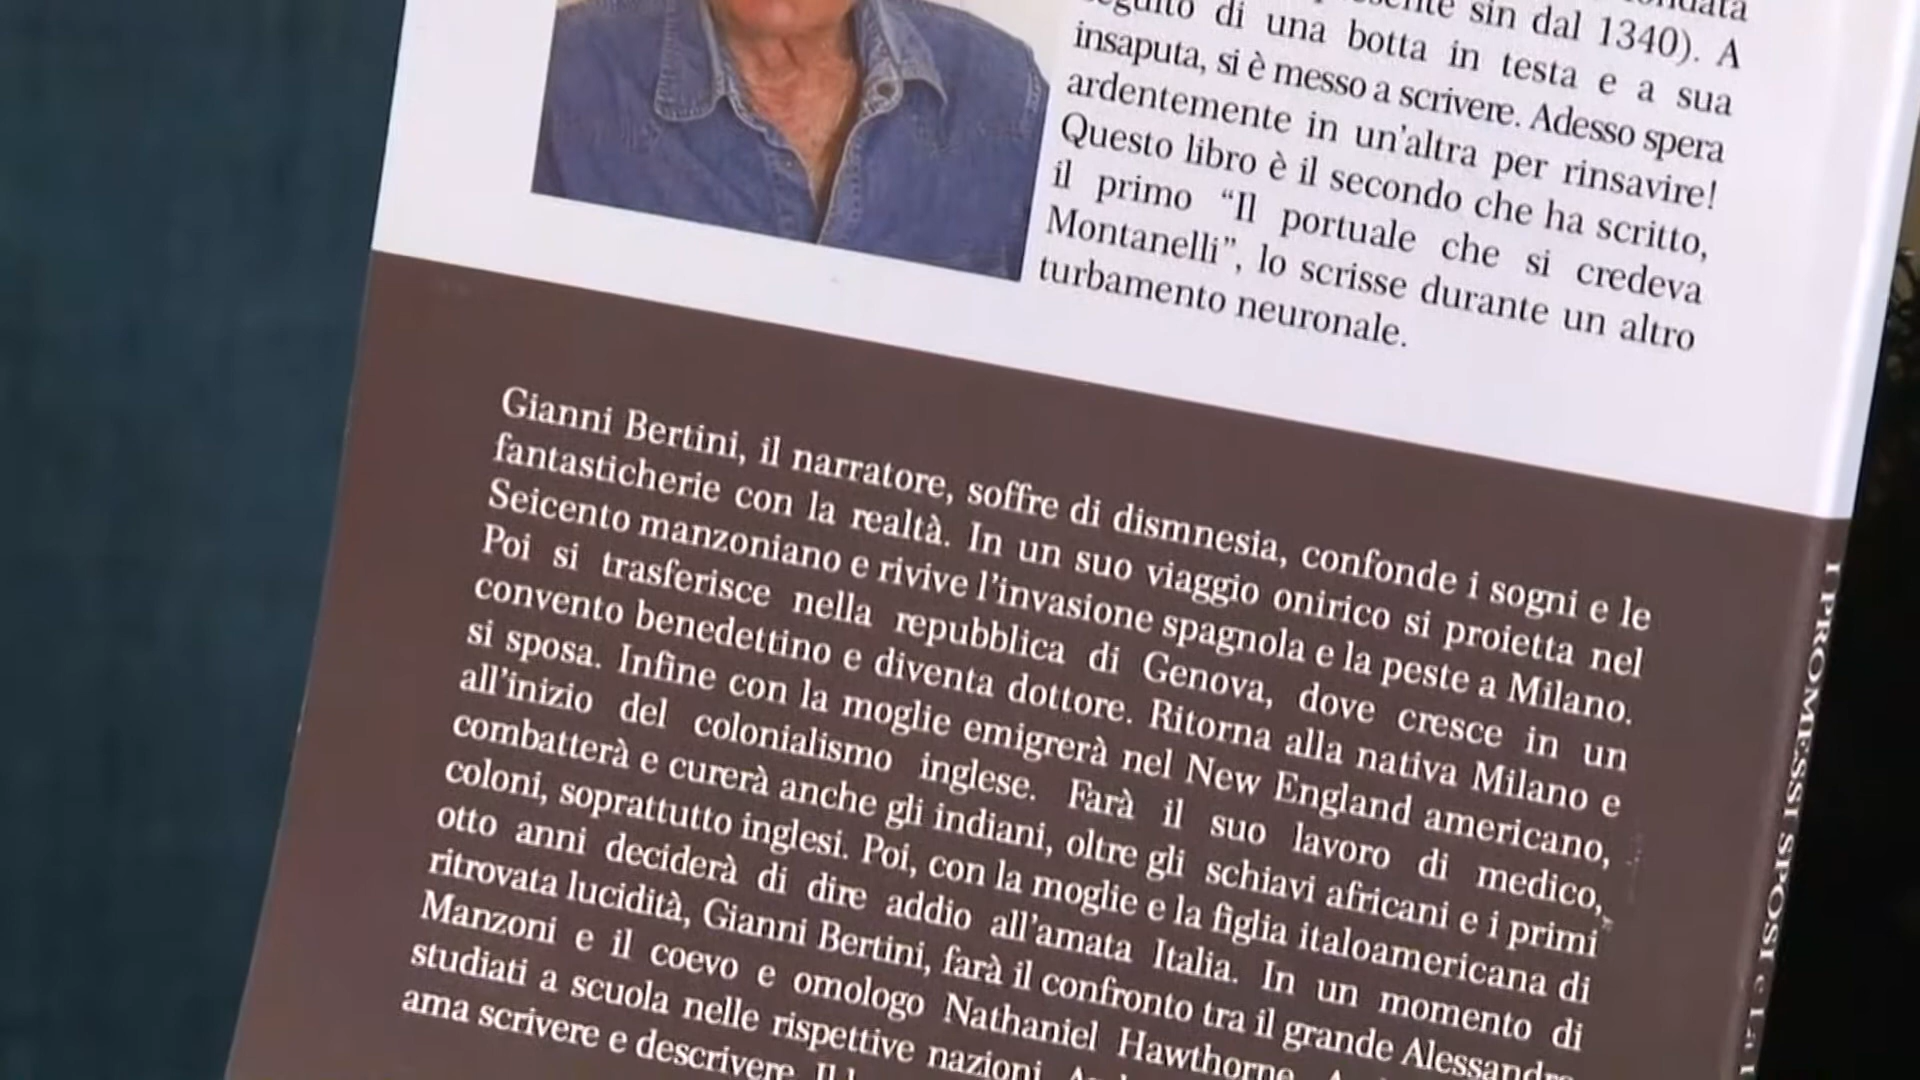 sin dal 1340). A
di una botta in testa e a sua
insaputa, si è messo a scrivere. Adesso spera
ardentemente in un'altra per rinsavire!
Questo libro è il secondo che ha scritto,
il primo “Il portuale che si credeva
Montanelli”, lo scrisse durante un altro
turbamento neuronale.
Gianni Bertini, il narratore, soffre di dismnesia, confonde i sogni e le
fantasticherie con la realtà. In un suo viaggio onirico si proietta nel
Seicento manzoniano e rivive l'invasione spagnola e la peste a Milano.
Poi si trasferisce nella repubblica di Genova, dove cresce in un
convento benedettino e diventa dottore. Ritorna alla nativa Milano e
si sposa. Infine con la moglie emigrerà nel New England americano,
all'inizio del colonialismo inglese. Farà il suo lavoro di medico,
combatterà e curerà anche gli indiani, oltre gli schiavi africani e i primi
coloni, soprattutto inglesi. Poi, con la moglie e la figlia italoamericana di
otto anni deciderà di dire addio all'amata Italia. In un momento di
ritrovata lucidità, Gianni Bertini, farà il confronto tra il grande Alessandro
Manzoni e il coevo e omologo Nathaniel Hawthorne.
studiati a scuola nelle rispettive nazioni.
ama scrivere e descrivere. Il
I PROMESSI SPOSI e LA